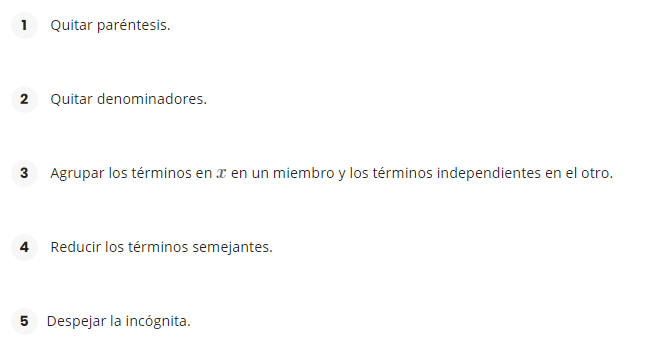 1 Quitar paréntesis.
2 Quitar denominadores.
3 Agrupar los términos en x en un miembro y los términos independientes en el otro.
4 Reducir los términos semejantes.
5 Despejar la incógnita.